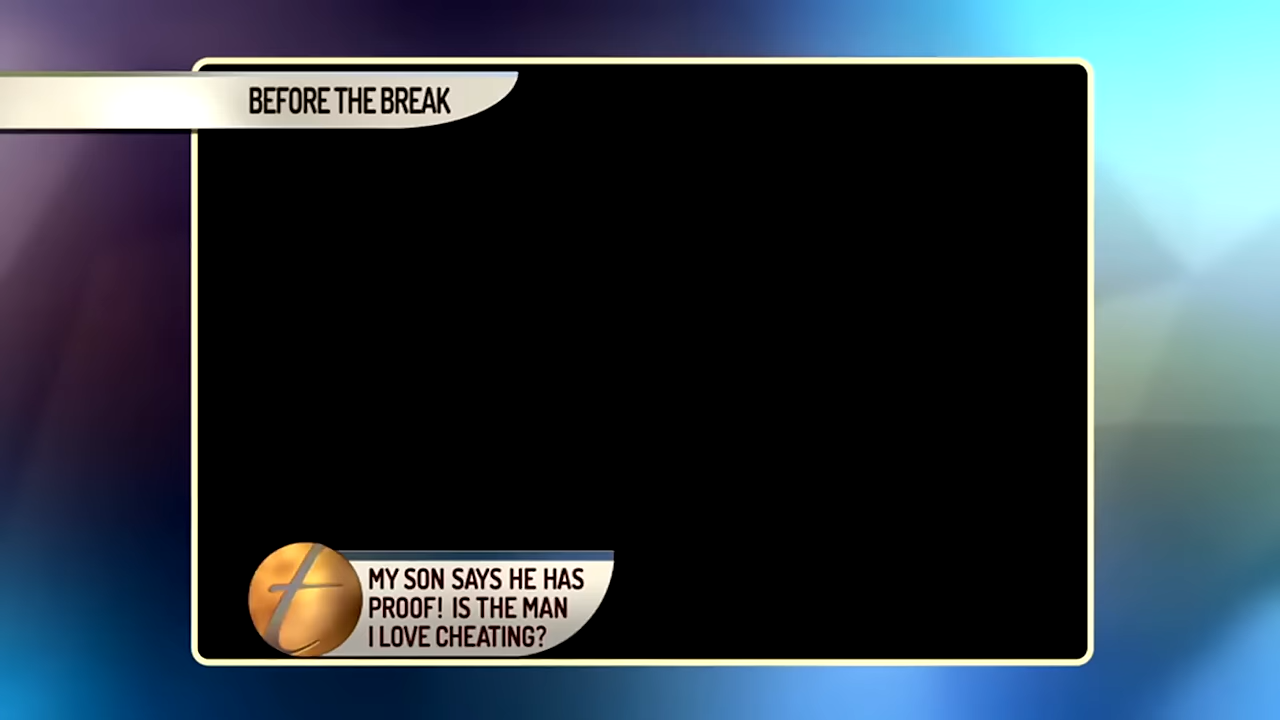 BEFORE THE BREAK
t
MY SON SAYS HE HAS
PROOF! IS THE MAN
I LOVE CHEATING?